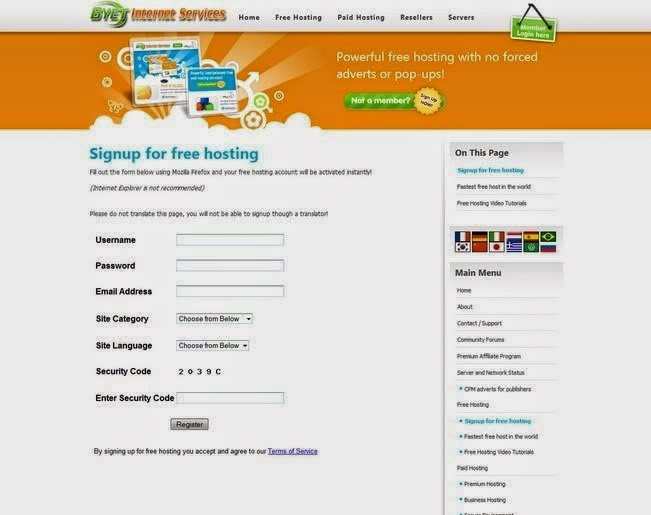 BYET Internet Services
Home Free Hosting Paid Hosting Resellers Servers
Member
Login here
Powerful free hosting with no forced
adverts or pop-ups!
Not a member?
Sign Up
Now!
Signup for free hosting
Fill out the form below using Mozilla Firefox and your free hosting account will be activated instantly!
(Internet Explorer is not recommended)
Please do not translate this page, you will not be able to signup though a translator!
Username
Password
Email Address
Site Category Choose from Below
Site Language Choose from Below
Security Code 2 0 3 9 C
Enter Security Code
Register
By signing up for free hosting you accept and agree to our Terms of Service
On This Page
Signup for free hosting
Fastest free host in the world
Free Hosting Video Tutorials
Main Menu
Home
About
Contact / Support
Community Forums
Premium Affliate Program
Server and Network Status
CPM adverts for publishers
Free Hosting
Signup for free hosting
Fastest free host in the world
Free Hosting Video Tutorials
Paid Hosting
Premium Hosting
Business Hosting